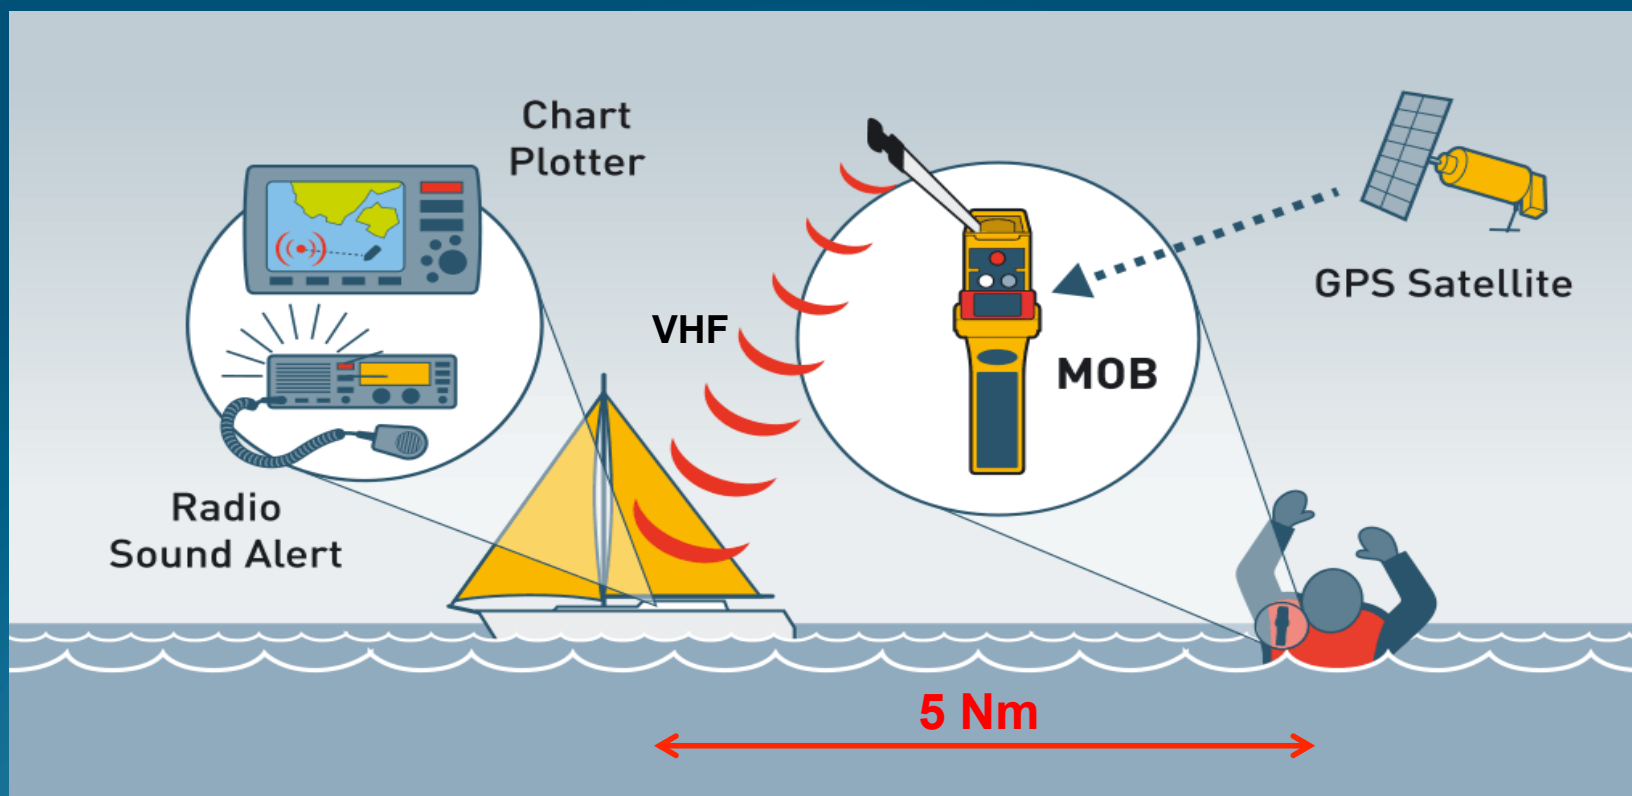 Chart
Plotter
GPS Satellite
VHF
MOB
Radio
Sound Alert
5 Nm